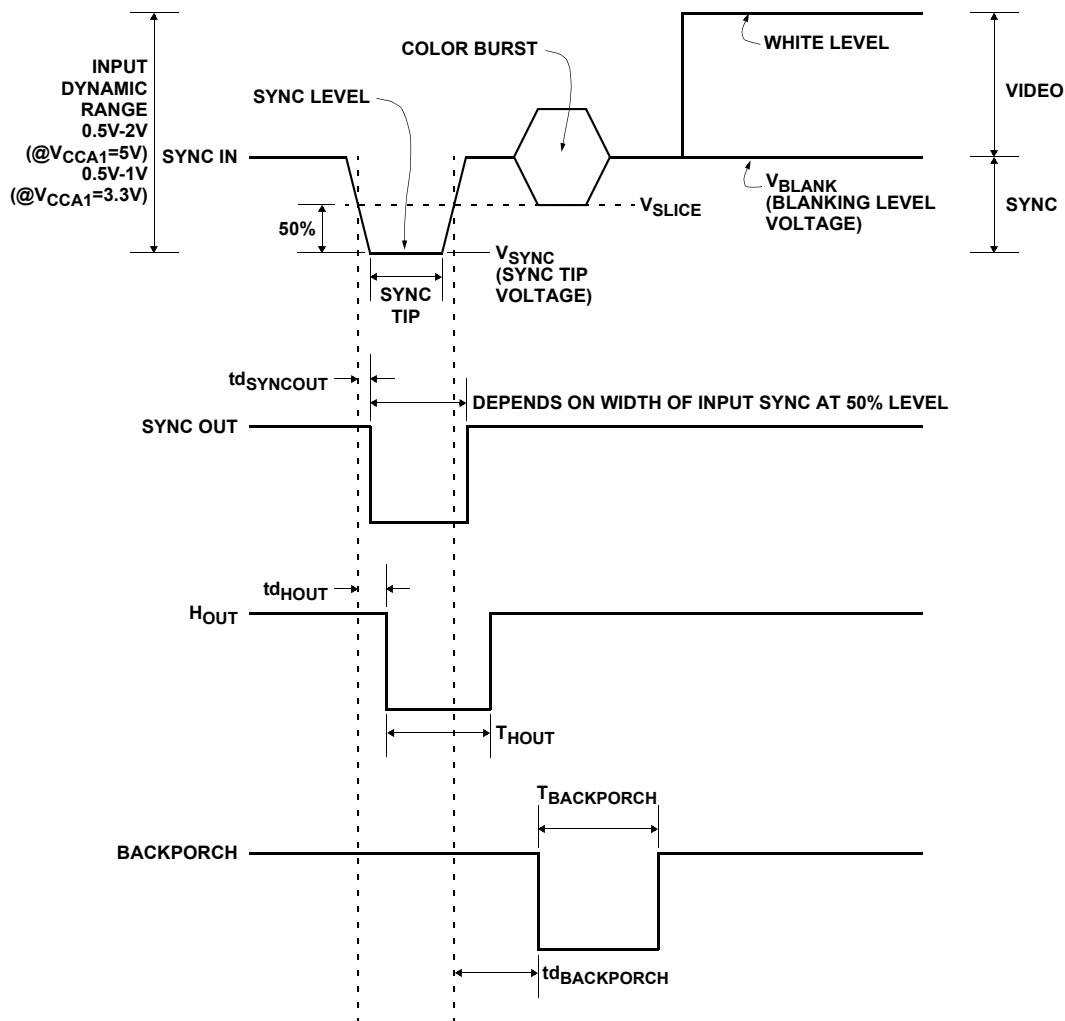 INPUT
DYNAMIC
RANGE
0.5V-2V
(@VCCA1=5V)
0.5V-1V
(@VCCA1=3.3V)
SYNC IN
SYNC LEVEL
COLOR BURST
WHITE LEVEL
VIDEO
SYNC
VBLANK
(BLANKING LEVEL
VOLTAGE)
VSLICE
50%
VSYNC
(SYNC TIP
VOLTAGE)
SYNC
TIP
tdSYNCOUT
DEPENDS ON WIDTH OF INPUT SYNC AT 50% LEVEL
SYNC OUT
tdHOUT
HOUT
THOUT
TBACKPORCH
BACKPORCH
tdBACKPORCH